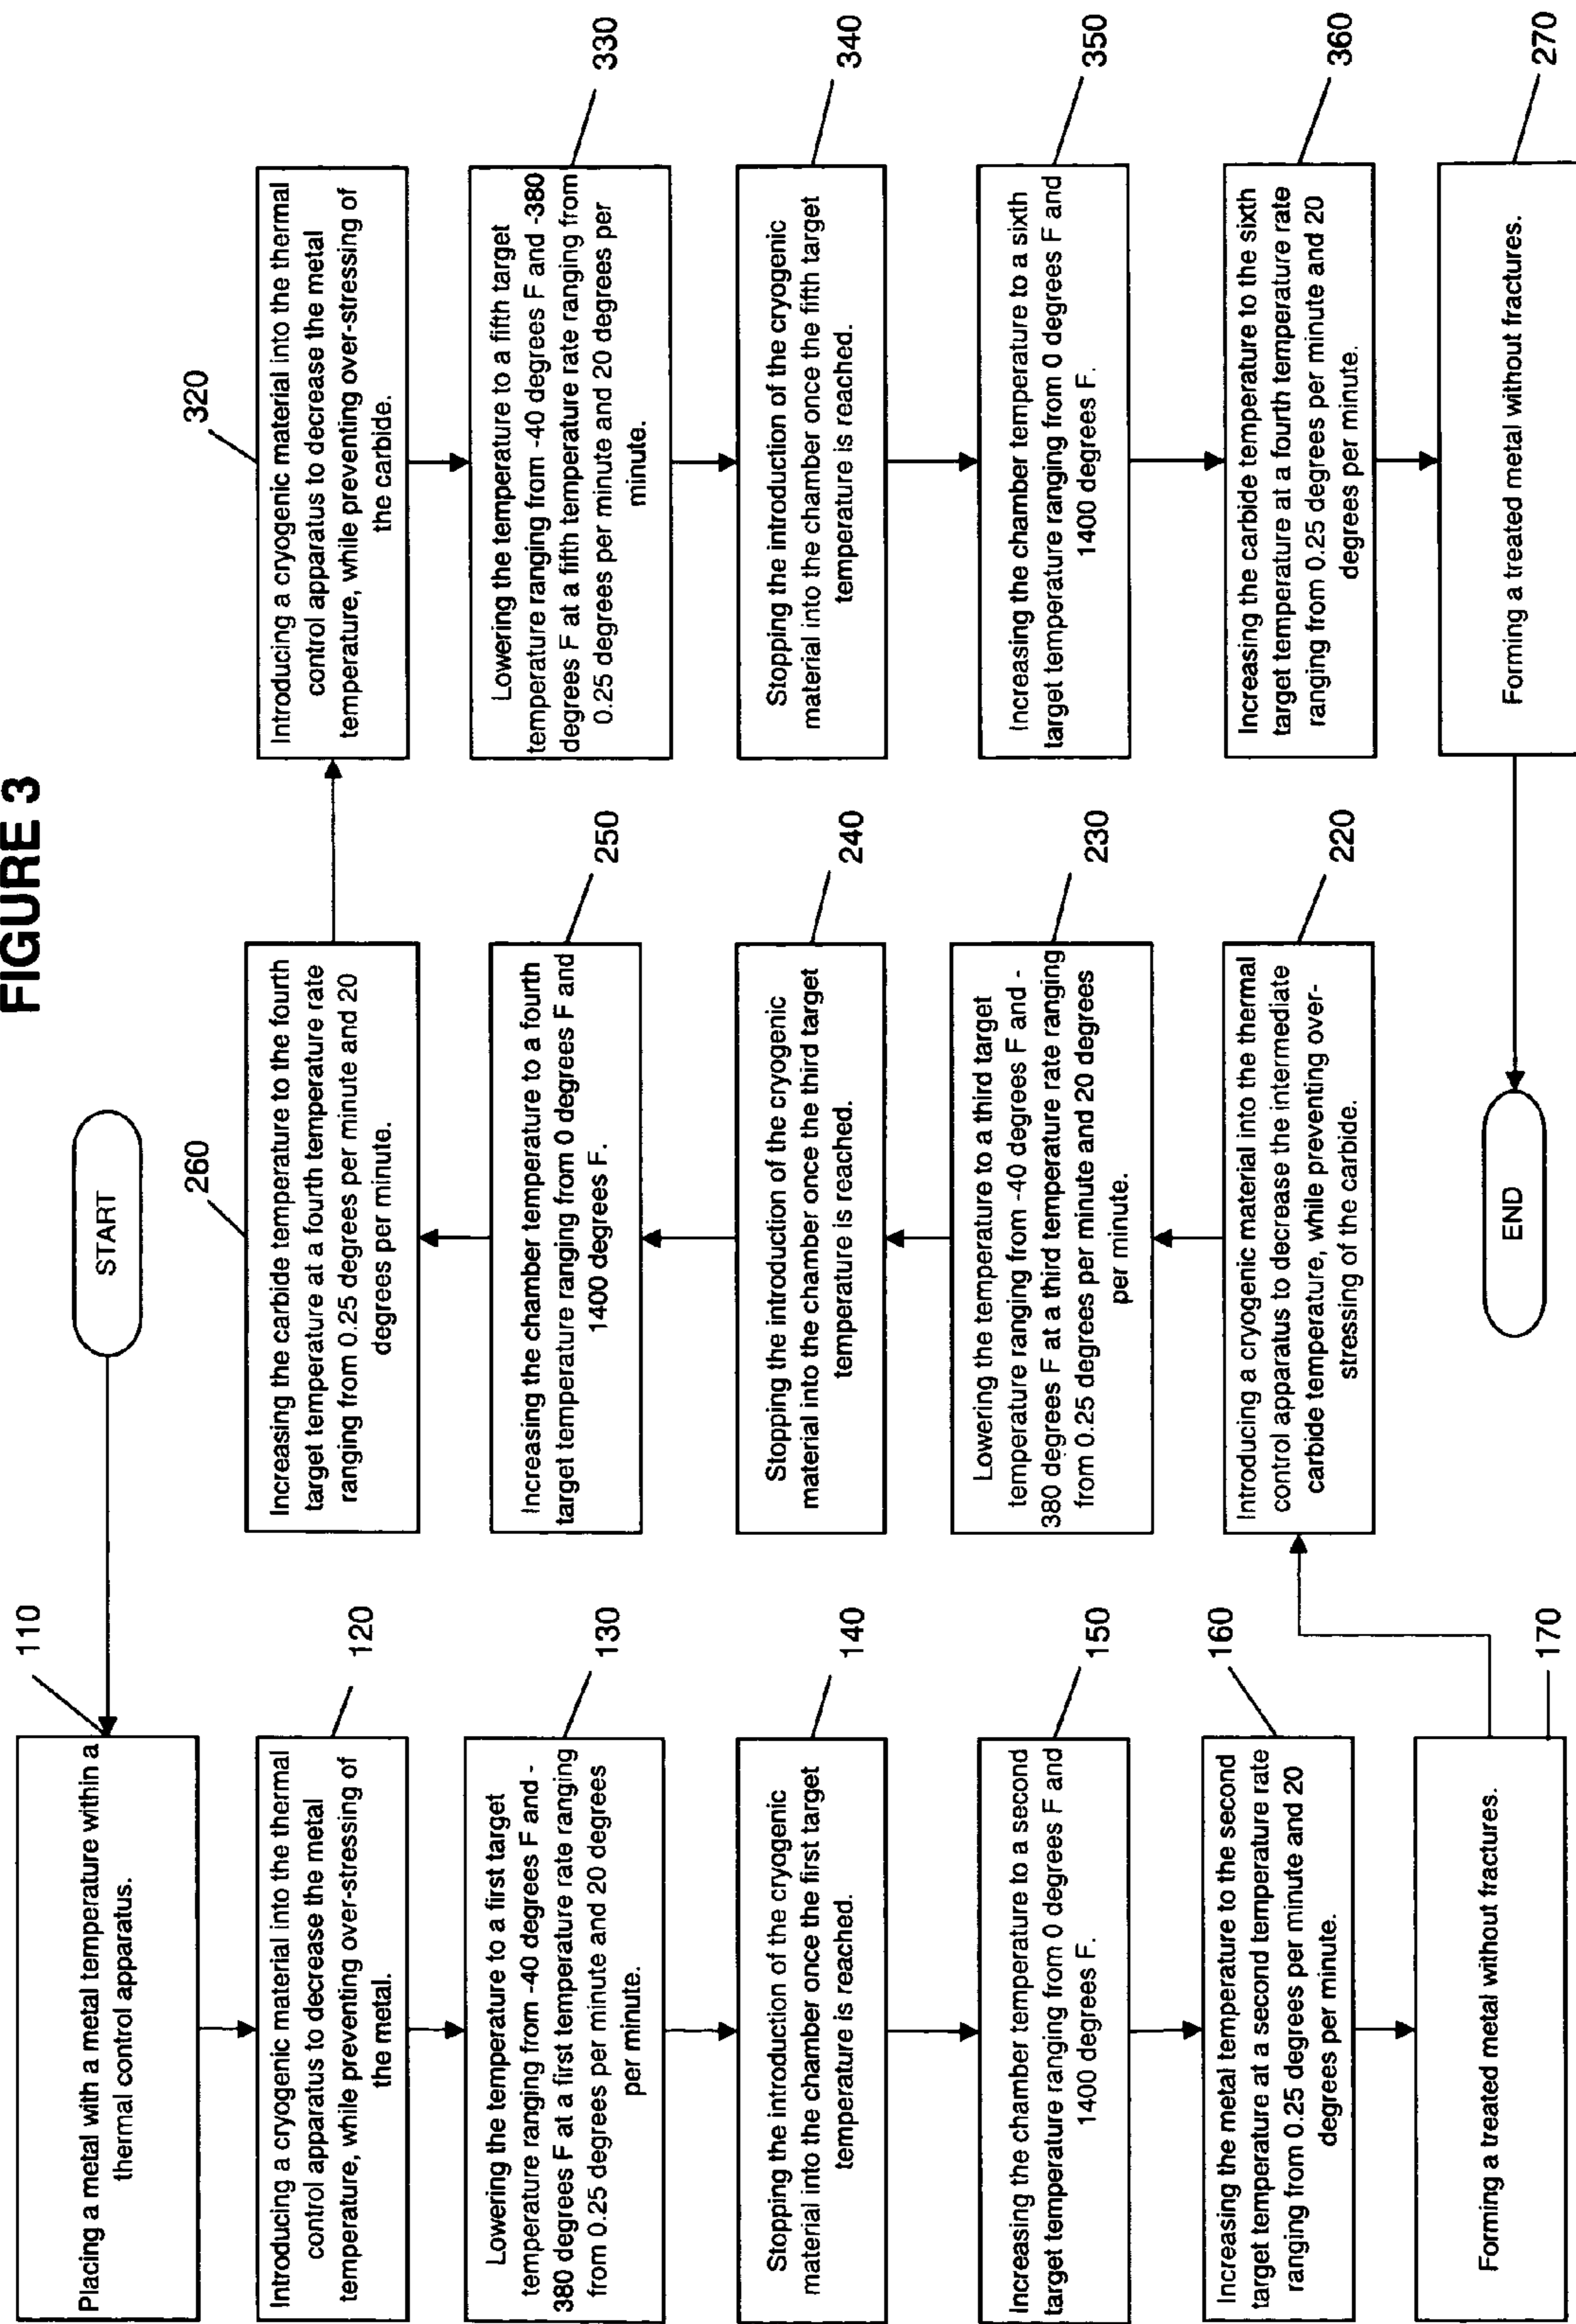 FIGURE 3
START
110
Placing a metal with a metal temperature within a
thermal control apparatus.
120
Introducing a cryogenic material into the thermal
control apparatus to decrease the metal
temperature, while preventing over-stressing of
the metal.
130
Lowering the temperature to a first target
temperature ranging from -40 degrees F and -
380 degrees F at a first temperature rate ranging
from 0.25 degrees per minute and 20 degrees
per minute.
140
Stopping the introduction of the cryogenic
material into the chamber once the first target
temperature is reached.
150
Increasing the chamber temperature to a second
target temperature ranging from 0 degrees F and
1400 degrees F.
160
Increasing the metal temperature to the second
target temperature at a second temperature rate
ranging from 0.25 degrees per minute and 20
degrees per minute.
170
Forming a treated metal without fractures.
220
Introducing a cryogenic material into the thermal
control apparatus to decrease the intermediate
carbide temperature, while preventing over-
stressing of the carbide.
230
Lowering the temperature to a third target
temperature ranging from -40 degrees F and -
380 degrees F at a third temperature rate ranging
from 0.25 degrees per minute and 20 degrees
per minute.
240
Stopping the introduction of the cryogenic
material into the chamber once the third target
temperature is reached.
250
Increasing the chamber temperature to a fourth
target temperature ranging from 0 degrees F and
1400 degrees F.
260
Increasing the carbide temperature to the fourth
target temperature at a fourth temperature rate
ranging from 0.25 degrees per minute and 20
degrees per minute.
320
Introducing a cryogenic material into the thermal
control apparatus to decrease the metal
temperature, while preventing over-stressing of
the carbide.
330
Lowering the temperature to a fifth target
temperature ranging from -40 degrees F and -380
degrees F at a fifth temperature rate ranging from
0.25 degrees per minute and 20 degrees per
minute.
340
Stopping the introduction of the cryogenic
material into the chamber once the fifth target
temperature is reached.
350
Increasing the chamber temperature to a sixth
target temperature ranging from 0 degrees F and
1400 degrees F.
360
Increasing the carbide temperature to the sixth
target temperature at a fourth temperature rate
ranging from 0.25 degrees per minute and 20
degrees per minute.
270
Forming a treated metal without fractures.
END